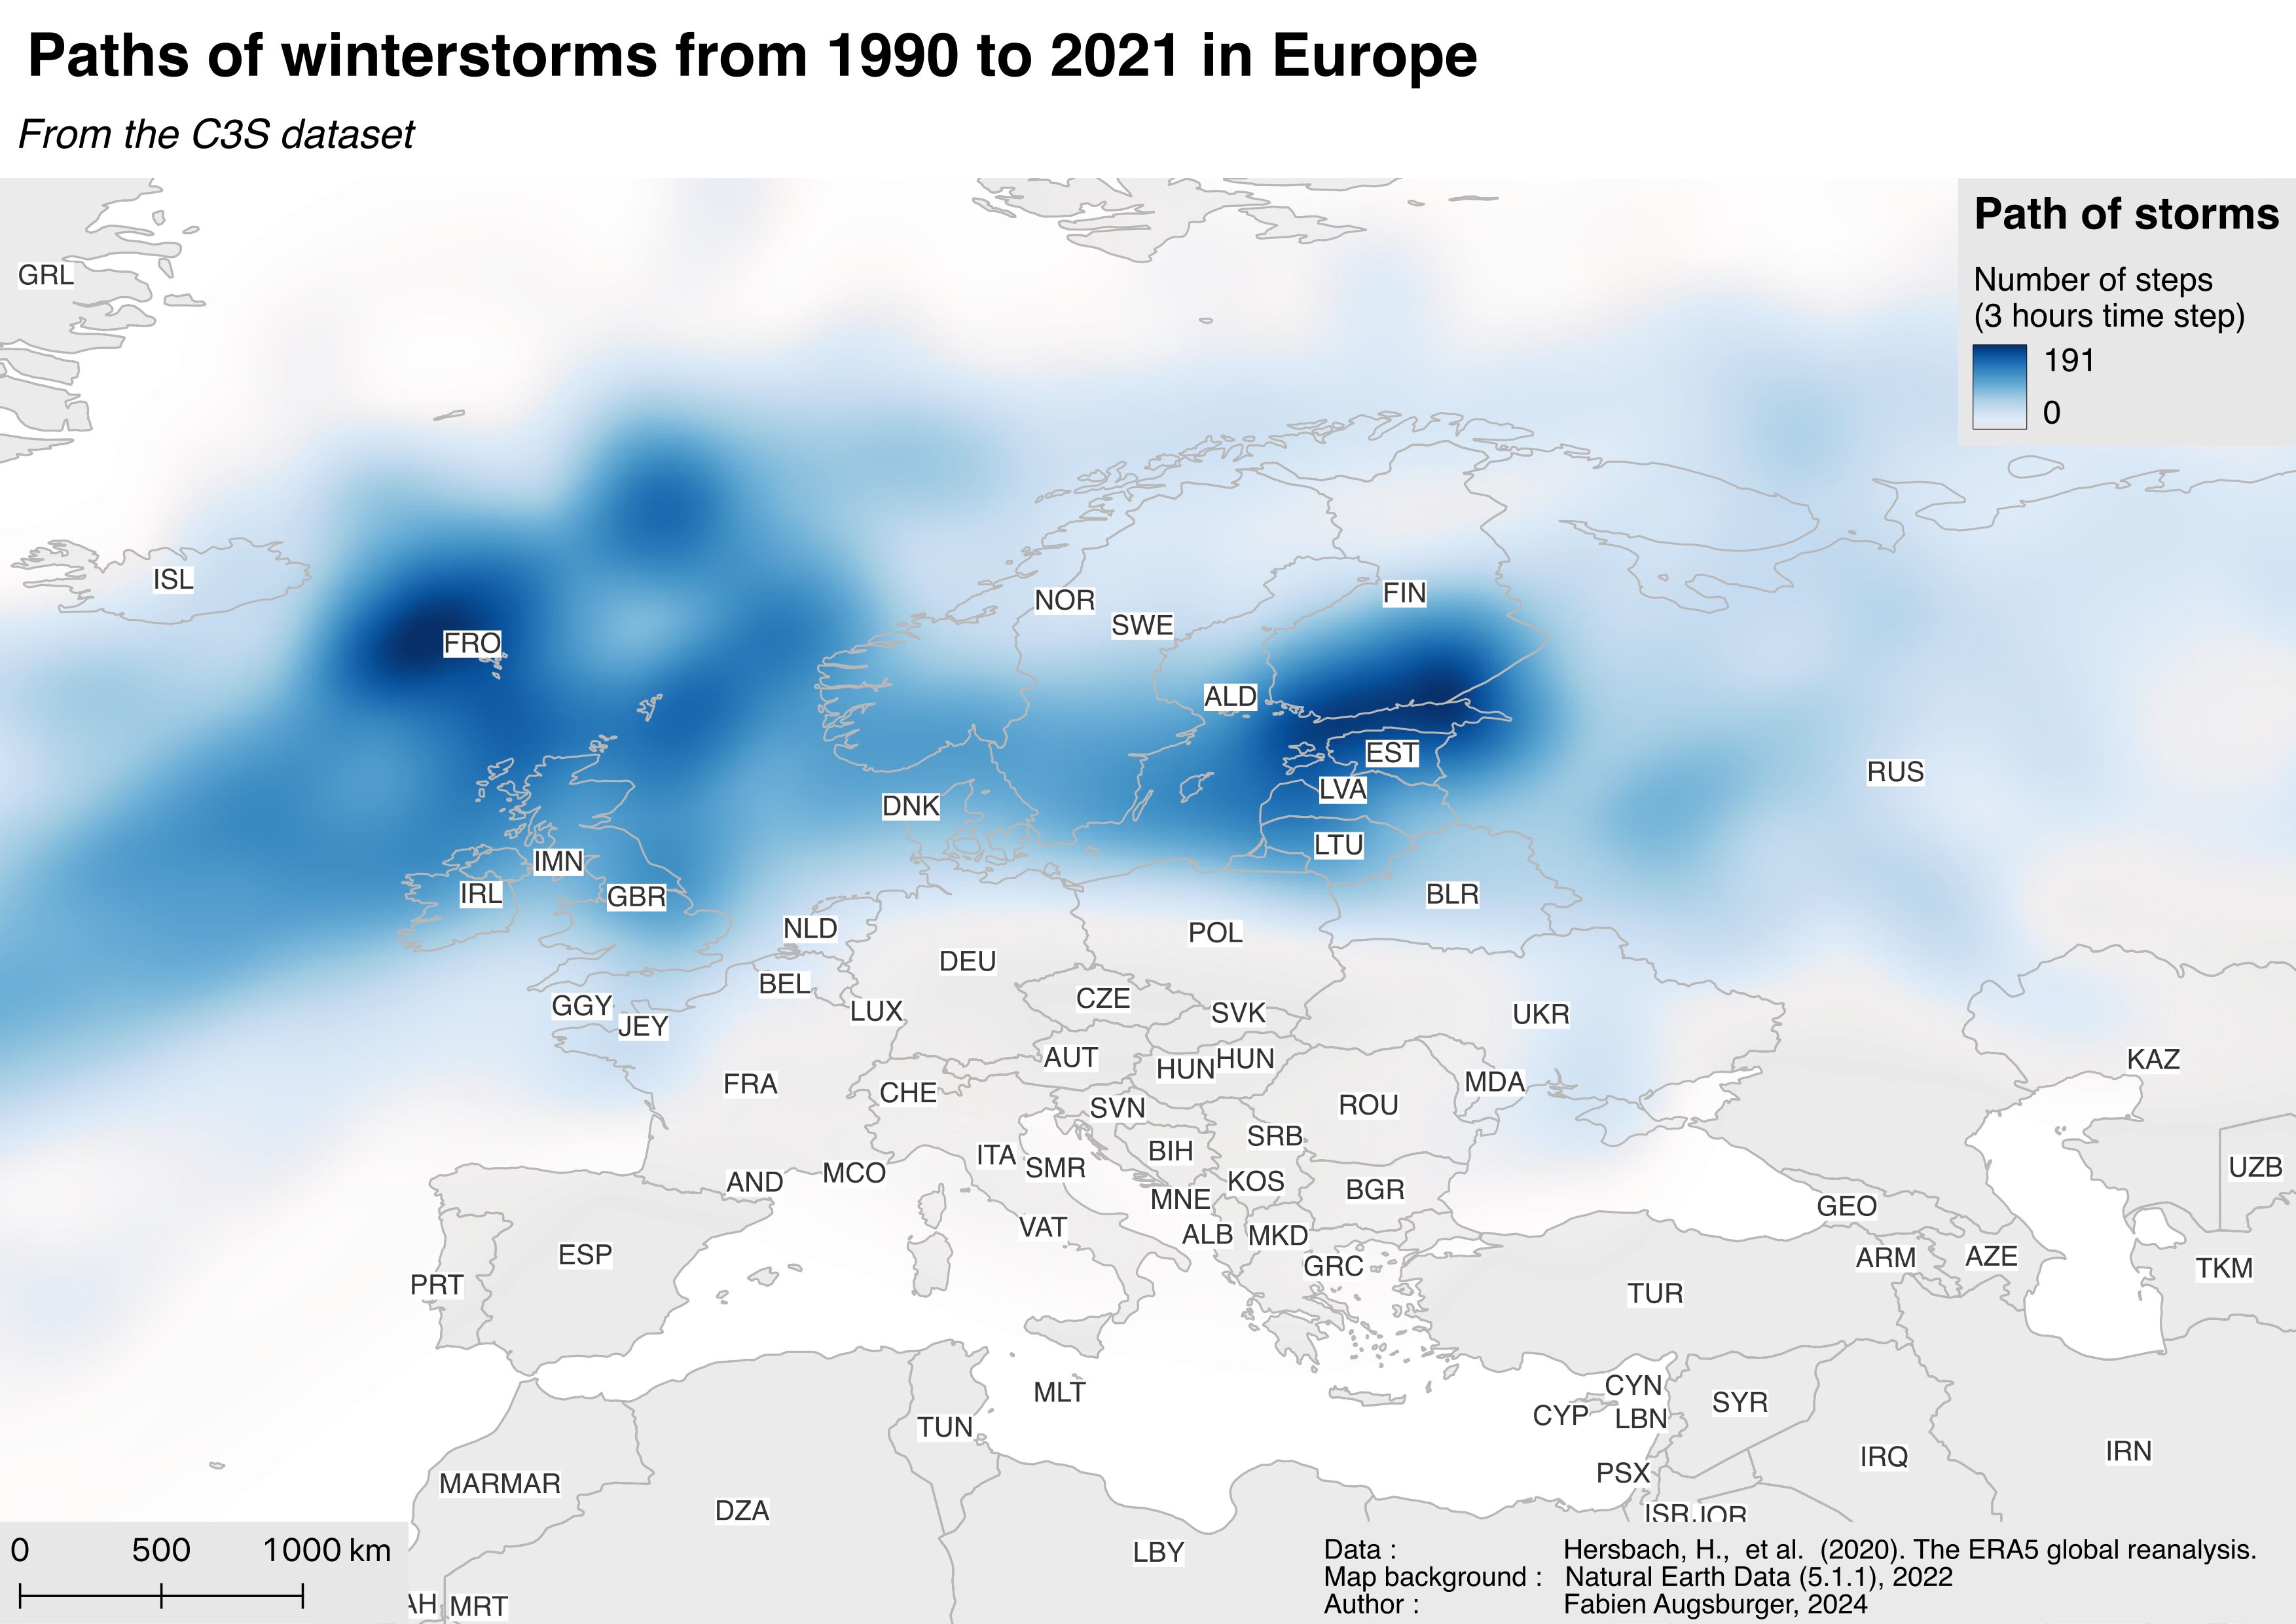 Paths of winterstorms from 1990 to 2021 in Europe
From the C3S dataset
Path of storms
Number of steps
(3 hours time step)
191
0
GRL
ISL
FRO
NOR
SWE
FIN
ALD
EST
LVA
LTU
RUS
DNK
IMN
IRL
GBR
NLD
BLR
POL
DEU
BEL
LUX
CZE
SVK
UKR
GGY
JEY
AUT
HUN
HUN
KAZ
FRA
CHE
MDA
SVN
ROU
SRB
BIH
ITA
SMR
UZB
AND
MCO
KOS
BGR
MNE
GEO
VAT
ALB
MKD
ESP
GRC
ARM
AZE
TKM
PRT
TUR
MLT
CYN
SYR
CYP
LBN
TUN
IRQ
IRN
PSX
MARMAR
DZA
ISR
JOR
LBY
0 500 1000 km
AH
MRT
Data : Hersbach, H., et al. (2020). The ERA5 global reanalysis.
Map background : Natural Earth Data (5.1.1), 2022
Author : Fabien Augsburger, 2024